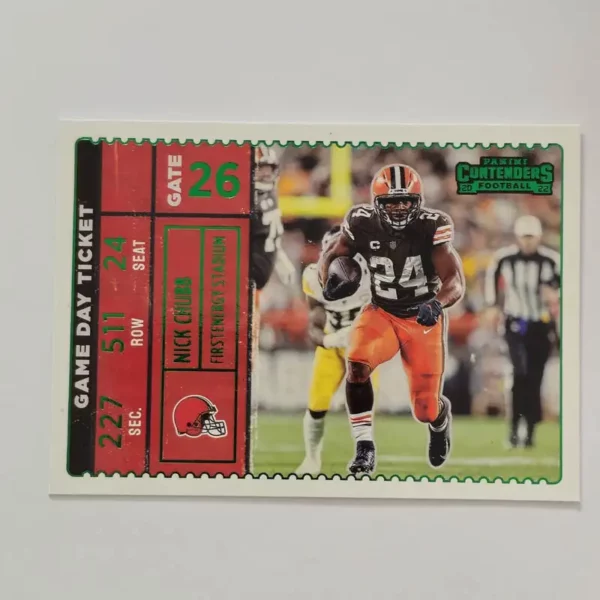 GAME DAY TICKET
227 511 24
SEC. ROW SEAT
GATE 26
NICK CHUBB
FIRSTENERGY STADIUM
PANINI
CONTENDERS
20 FOOTBALL 22
C
24
24